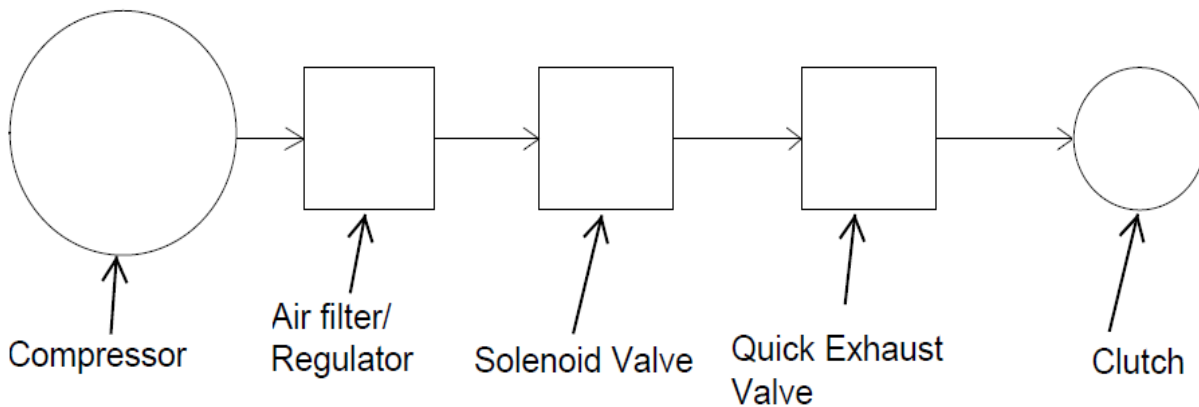 Compressor
Air filter/
Regulator
Solenoid Valve
Quick Exhaust
Valve
Clutch